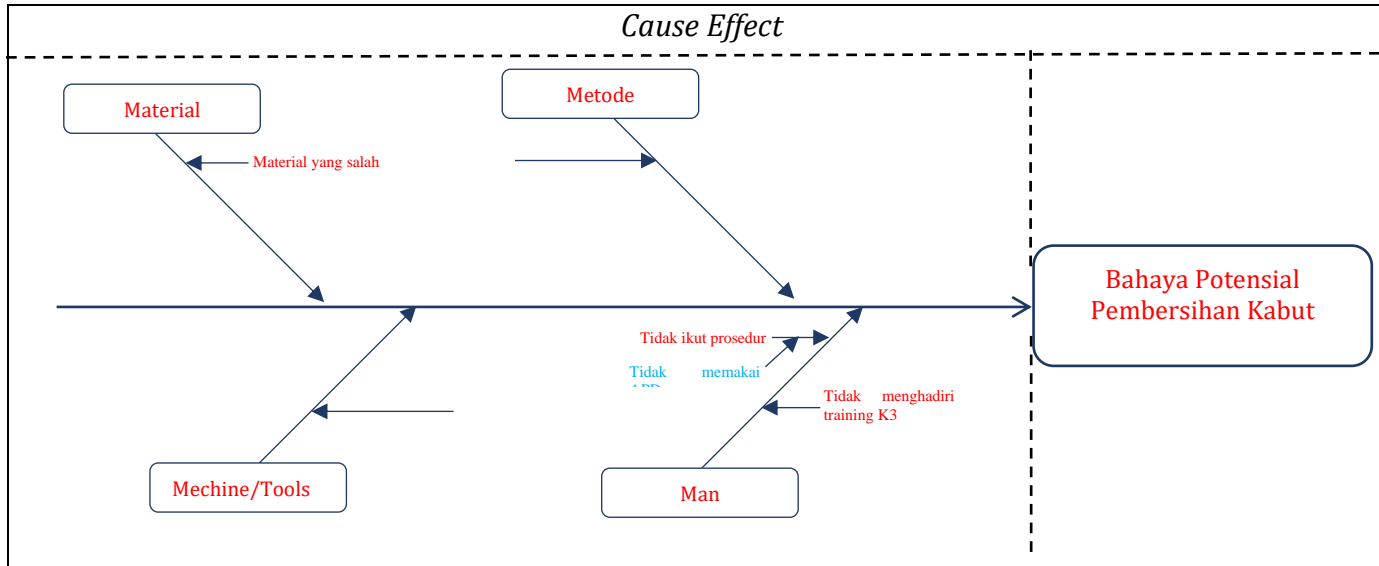 Cause Effect
Material
Metode
Material yang salah
Bahaya Potensial
Pembersihan Kabut
Tidak ikut prosedur
Tidak memakai
Tidak menghadiri
training K3
Mechine/Tools
Man